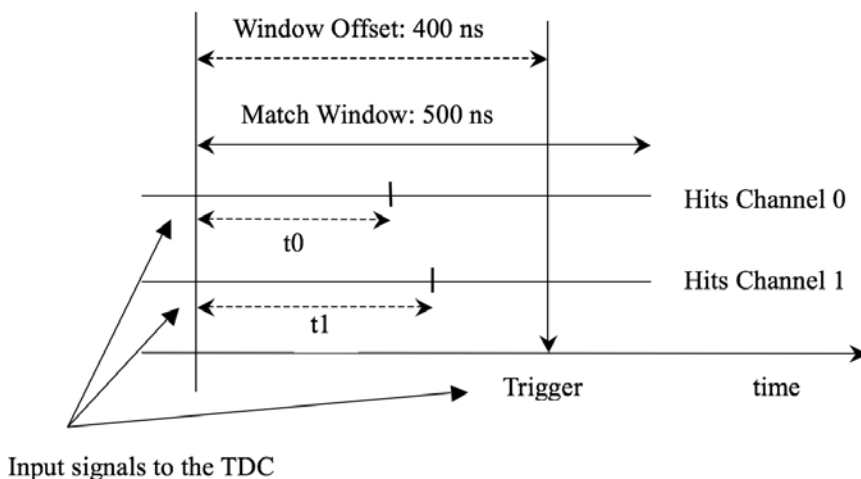 Window Offset: 400 ns
Match Window: 500 ns
Hits Channel 0
t0
Hits Channel 1
t1
Trigger
time
Input signals to the TDC